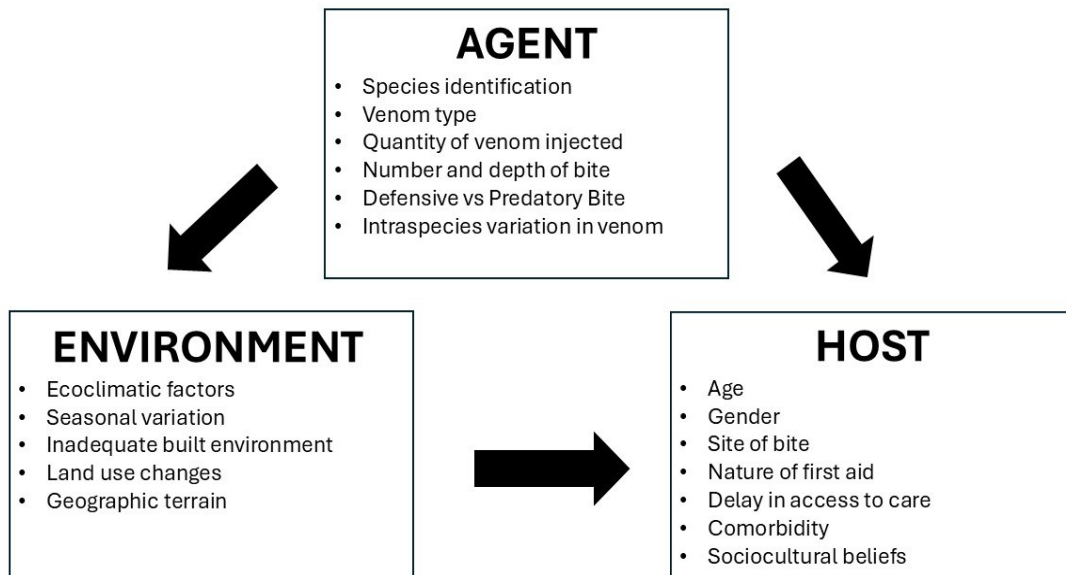 AGENT
• Species identification
• Venom type
• Quantity of venom injected
• Number and depth of bite
• Defensive vs Predatory Bite
• Intraspecies variation in venom
ENVIRONMENT
• Ecoclimatic factors
• Seasonal variation
• Inadequate built environment
• Land use changes
• Geographic terrain
HOST
• Age
• Gender
• Site of bite
• Nature of first aid
• Delay in access to care
• Comorbidity
• Sociocultural beliefs